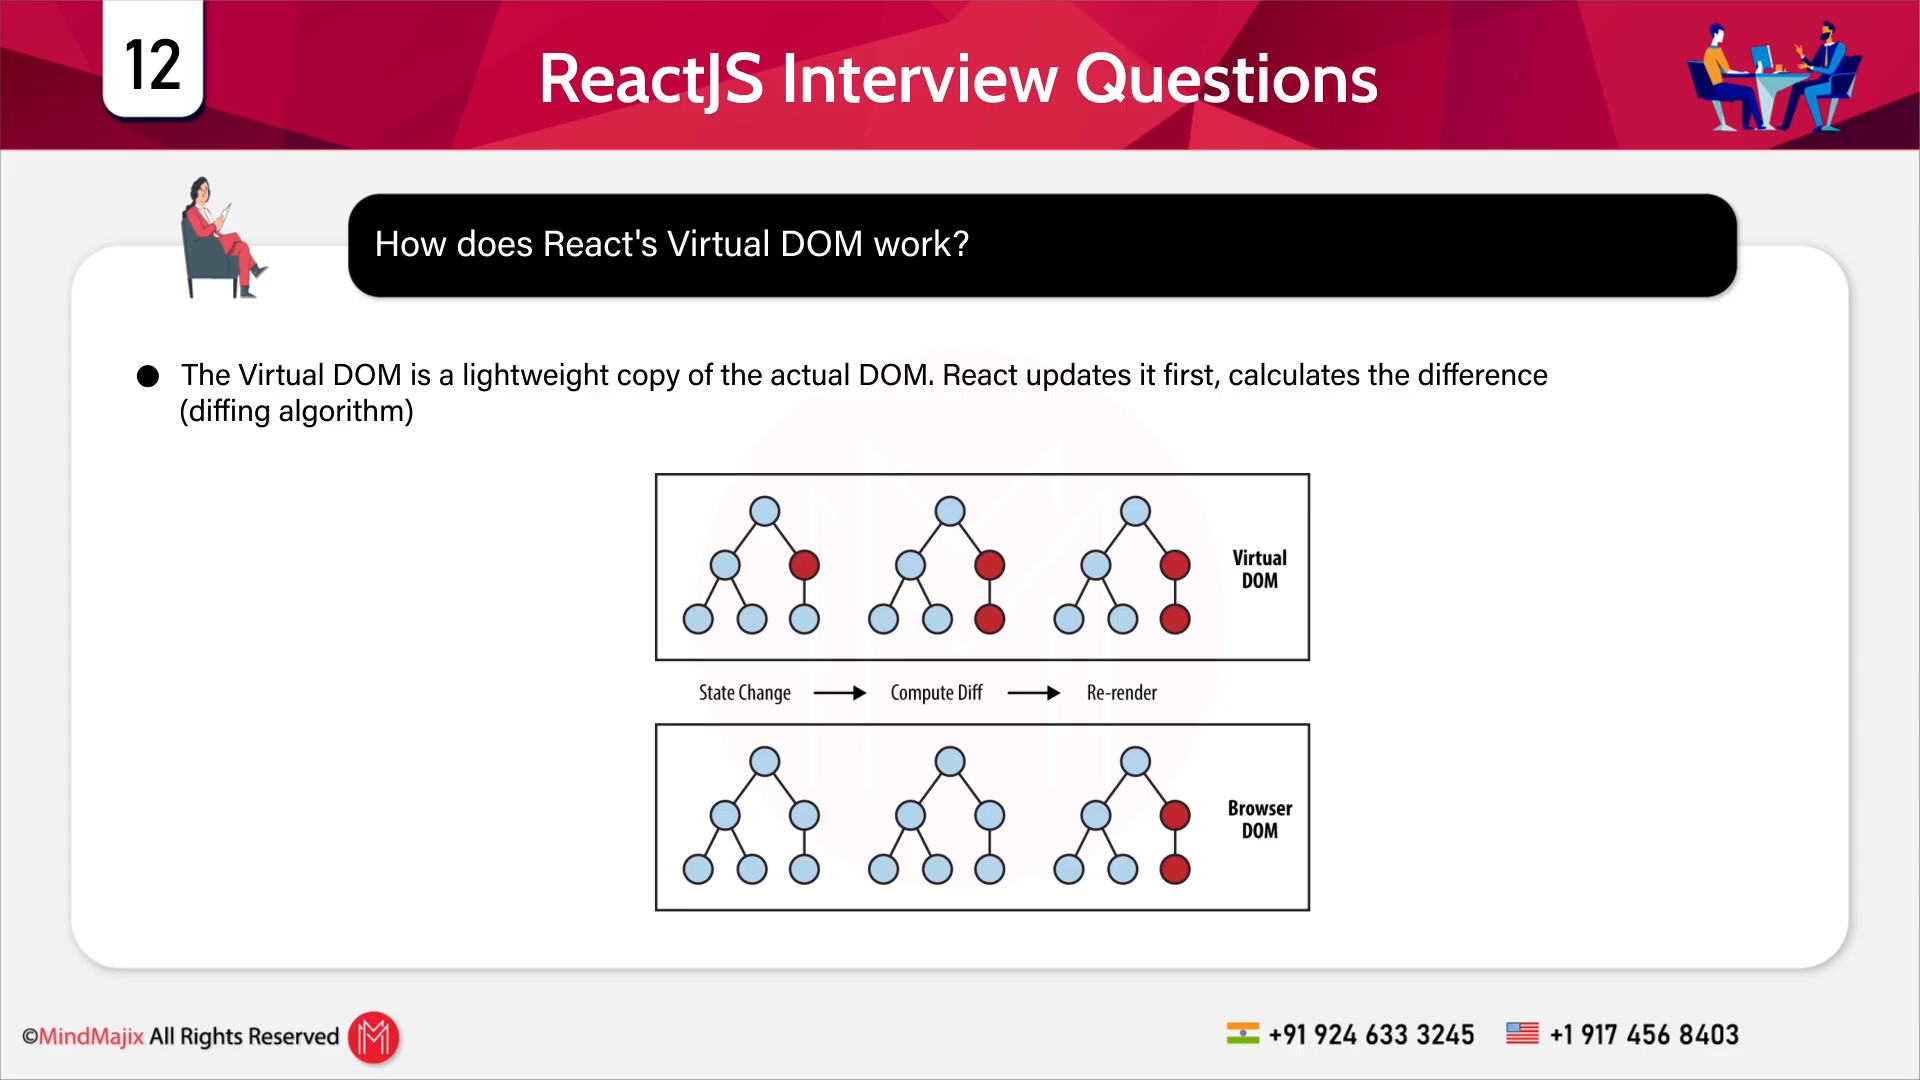 12
ReactJS Interview Questions
How does React's Virtual DOM work?
● The Virtual DOM is a lightweight copy of the actual DOM. React updates it first, calculates the difference
(diffing algorithm)
Virtual
DOM
State Change
Compute Diff
Re-render
Browser
DOM
©MindMajix All Rights Reserved
+91 924 633 3245
+1 917 456 8403